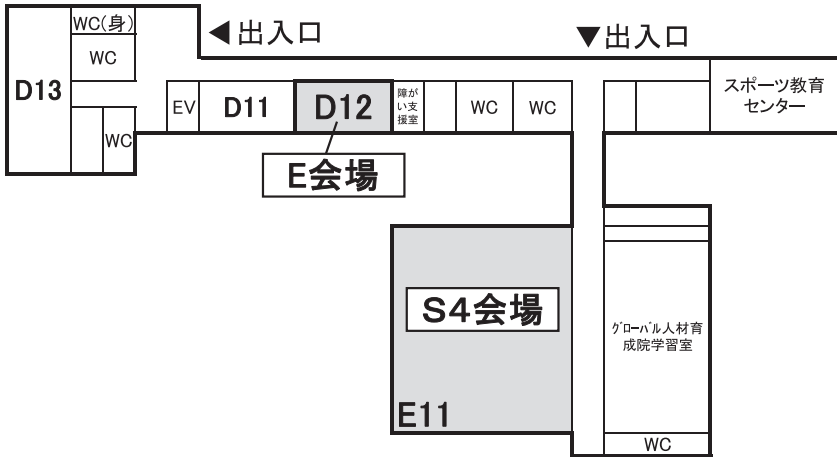 WC(身)
◀出入口
▼出入口
WC
D13
EV
D11
D12
障が
い支
援室
WC
WC
スポーツ教育
センター
WC
E会場
S4会場
グローバル人材育
成院学習室
E11
WC